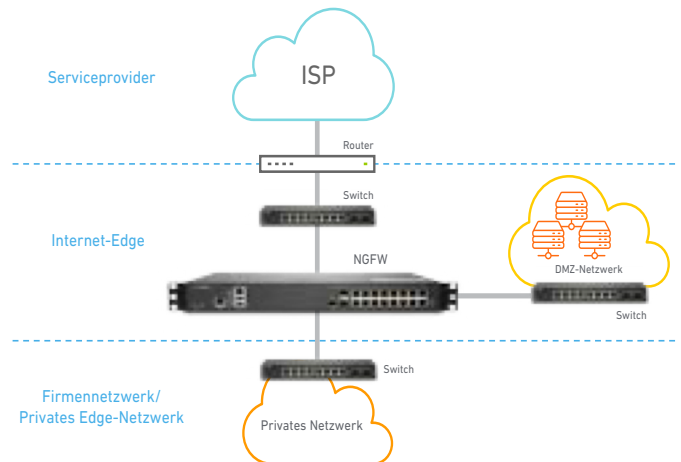 Serviceprovider
ISP
Router
Switch
Internet-Edge
NGFW
DMZ-Netzwerk
Switch
Switch
Firmennetzwerk/
Privates Edge-Netzwerk
Privates Netzwerk